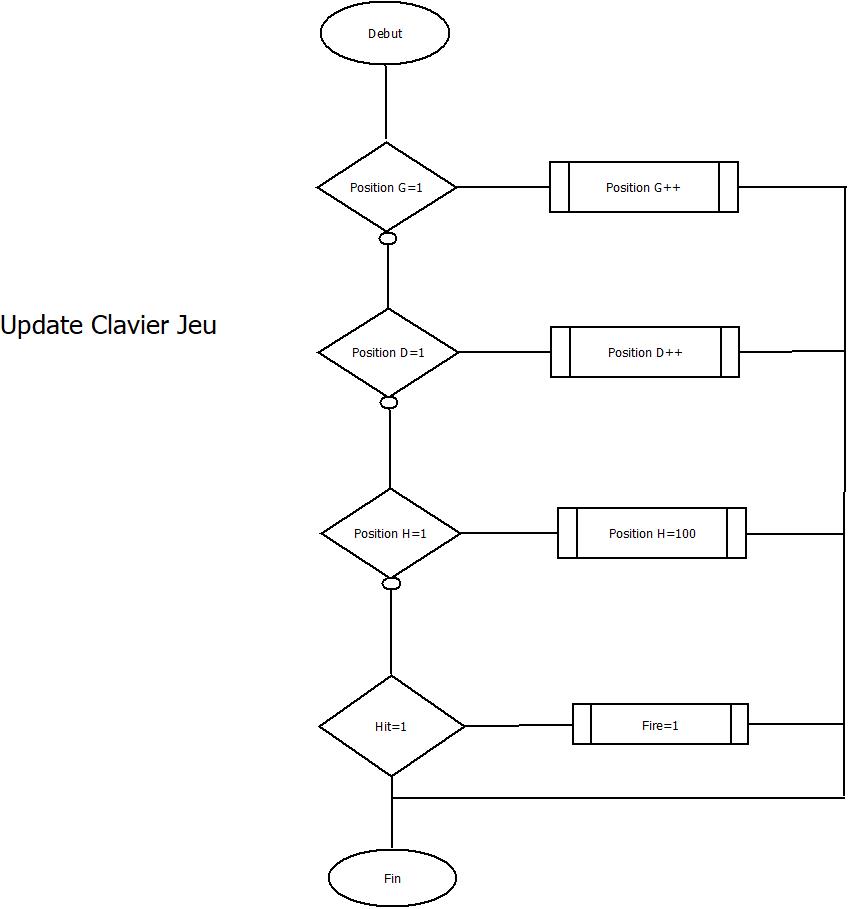 Debut
Position G=1
Position G++
Update Clavier Jeu
Position D=1
Position D++
Position H=1
Position H=100
Hit=1
Fire=1
Fin